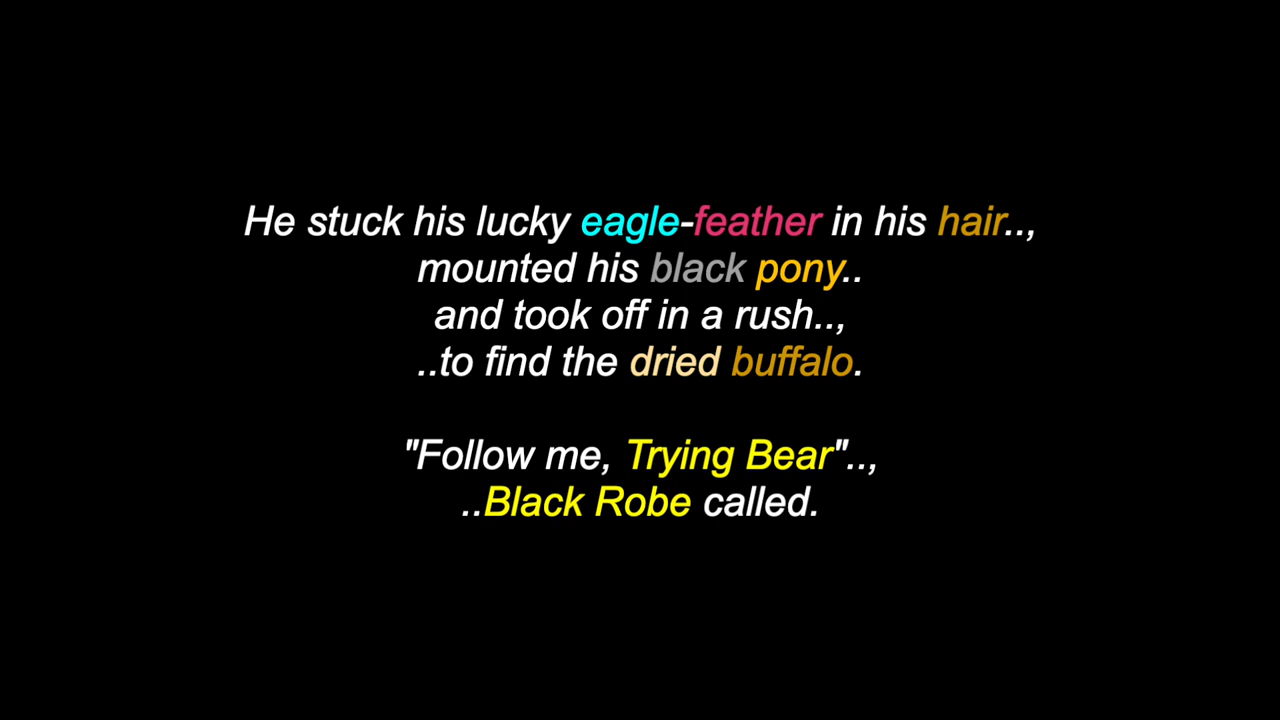 He stuck his lucky eagle-feather in his hair..,
mounted his black pony..
and took off in a rush..,
..to find the dried buffalo.
"Follow me, Trying Bear"..,
..Black Robe called.